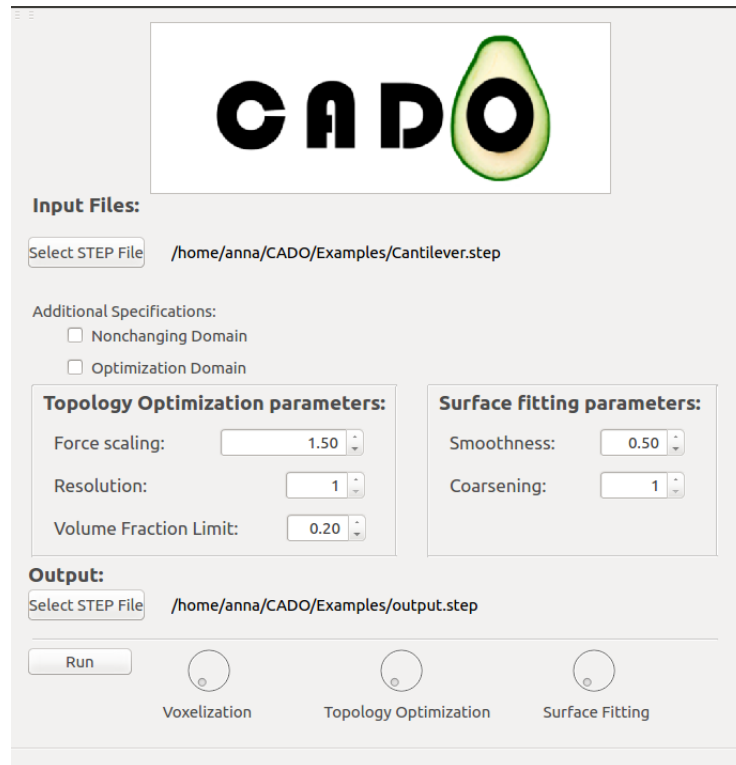 CADO
Input Files:
Select STEP File /home/anna/CADO/Examples/Cantilever.step
Additional Specifications:
Nonchanging Domain
Optimization Domain
Topology Optimization parameters:
Force scaling: 1.50
Resolution: 1
Volume Fraction Limit: 0.20
Surface fitting parameters:
Smoothness: 0.50
Coarsening: 1
Output:
Select STEP File /home/anna/CADO/Examples/output.step
Run
Voxelization Topology Optimization Surface Fitting